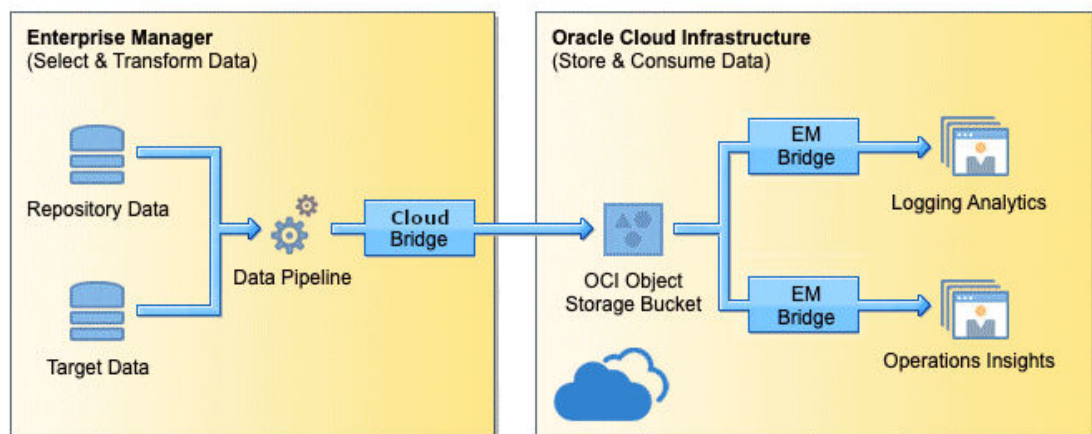 Enterprise Manager
(Select & Transform Data)
Repository Data
Target Data
Data Pipeline
Cloud
Bridge
Oracle Cloud Infrastructure
(Store & Consume Data)
OCI Object
Storage Bucket
EM
Bridge
Logging Analytics
EM
Bridge
Operations Insights